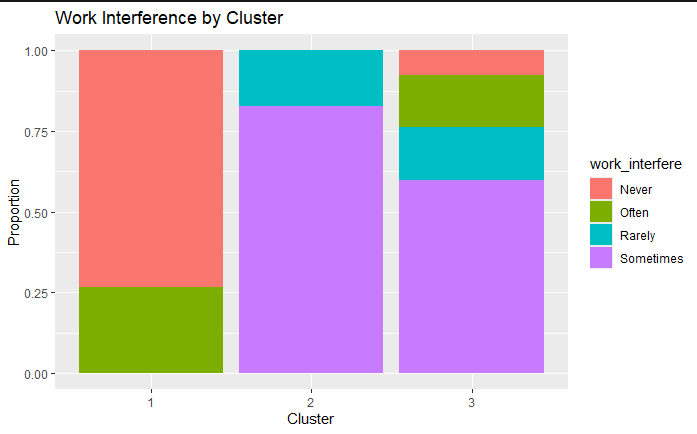 Work Interference by Cluster
1.00
0.75
0.50
0.25
0.00
Proportion
1 2 3
Cluster
work_interfere
Never
Often
Rarely
Sometimes